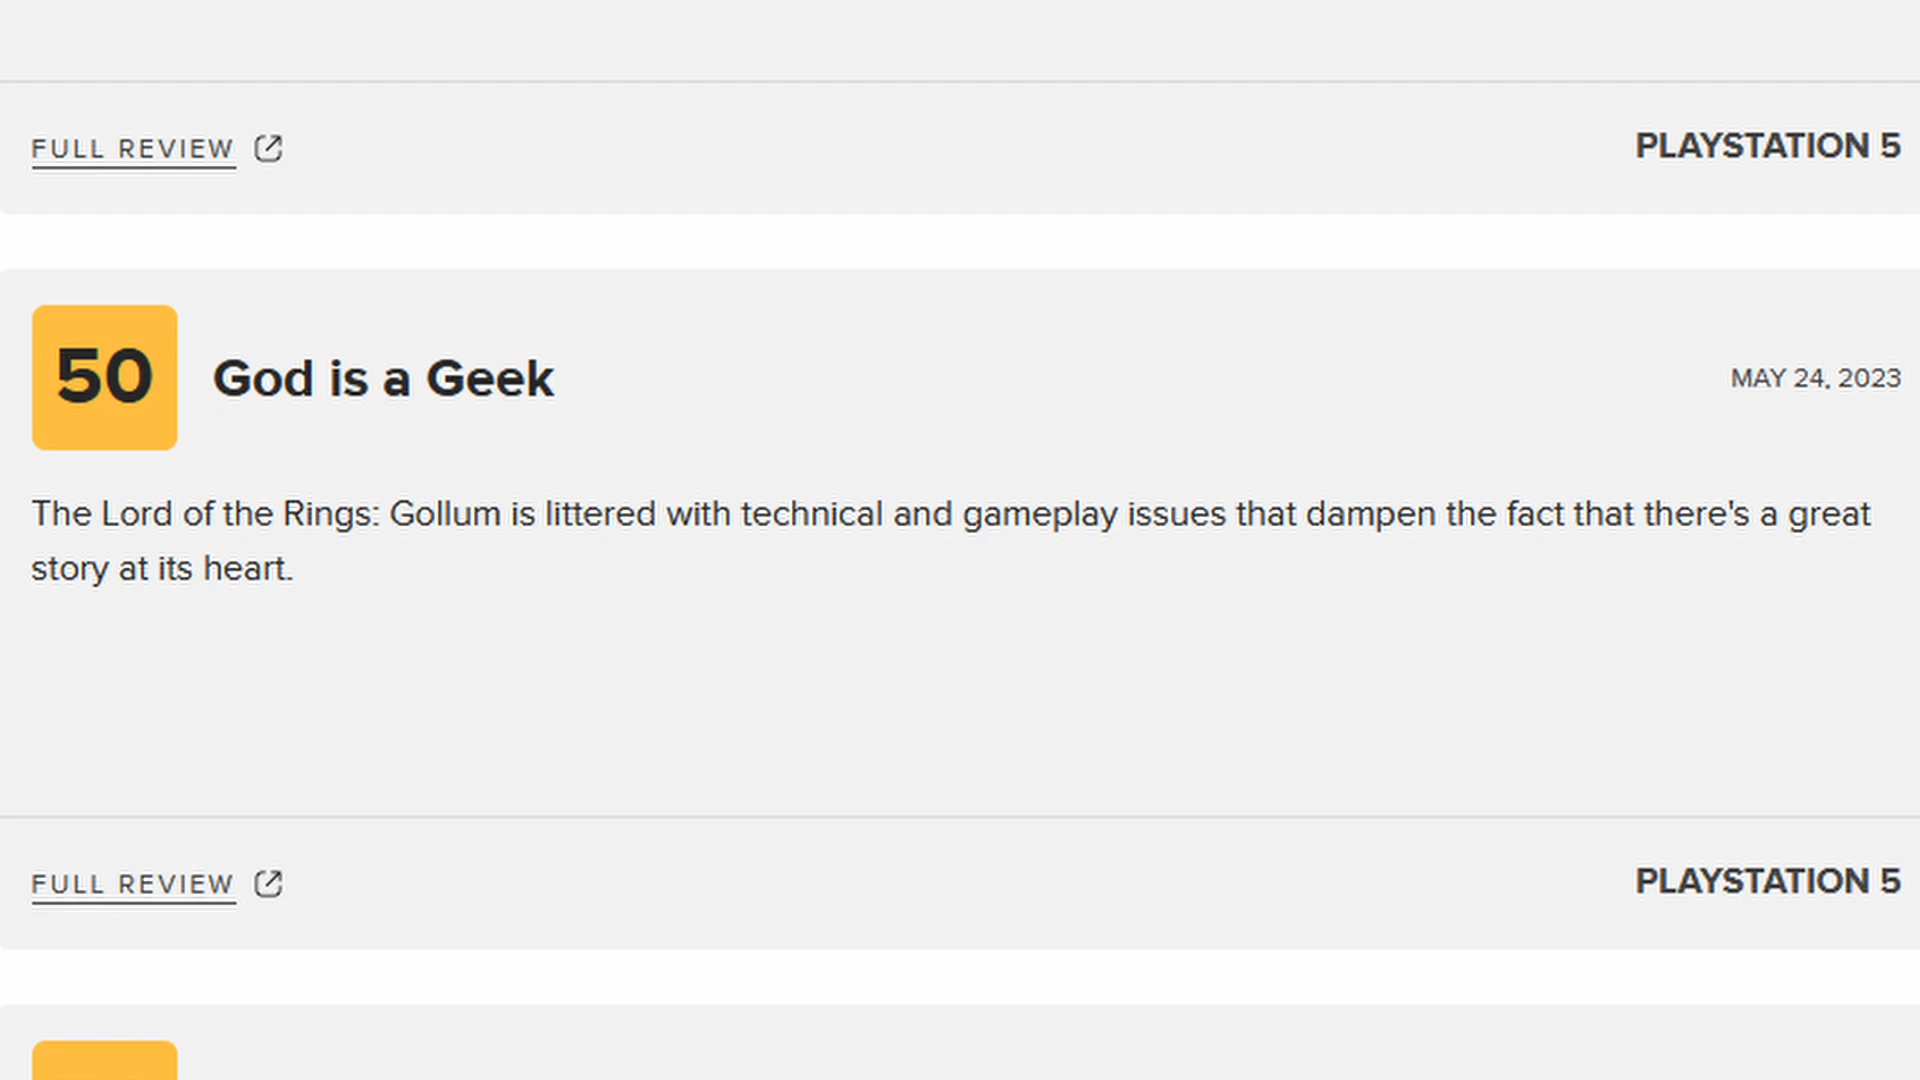 FULL REVIEW
PLAYSTATION 5
50
God is a Geek
MAY 24, 2023
The Lord of the Rings: Gollum is littered with technical and gameplay issues that dampen the fact that there's a great
story at its heart.
FULL REVIEW
PLAYSTATION 5